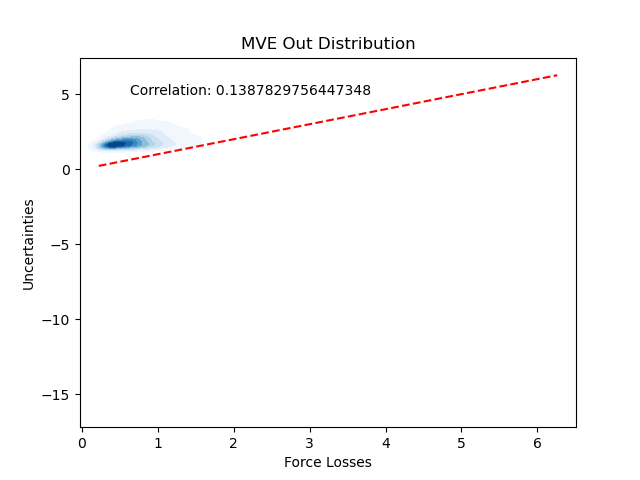 MVE Out Distribution
Correlation: 0.1387829756447348
5
0
−5
−10
−15
Uncertainties
0 1 2 3 4 5 6
Force Losses